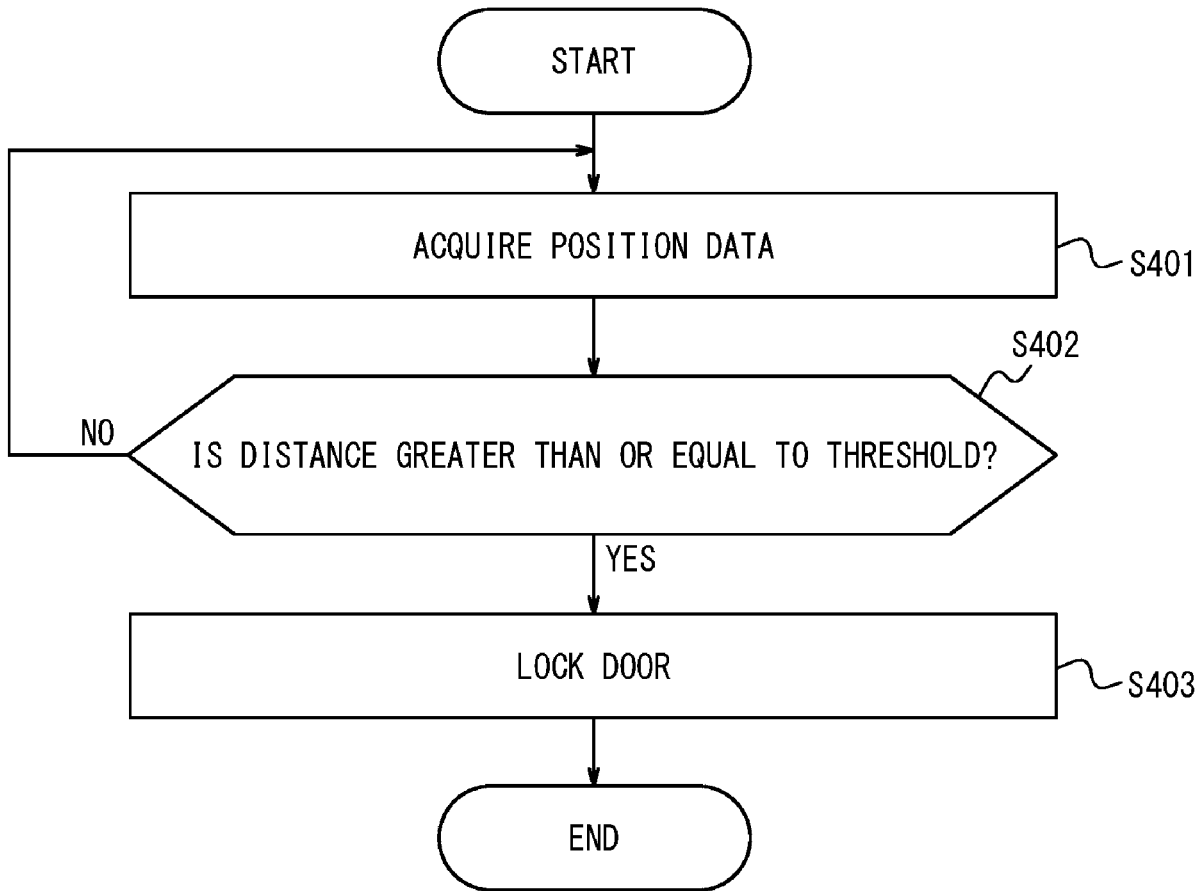 START
ACQUIRE POSITION DATA
S401
S402
NO
IS DISTANCE GREATER THAN OR EQUAL TO THRESHOLD?
YES
LOCK DOOR
S403
END